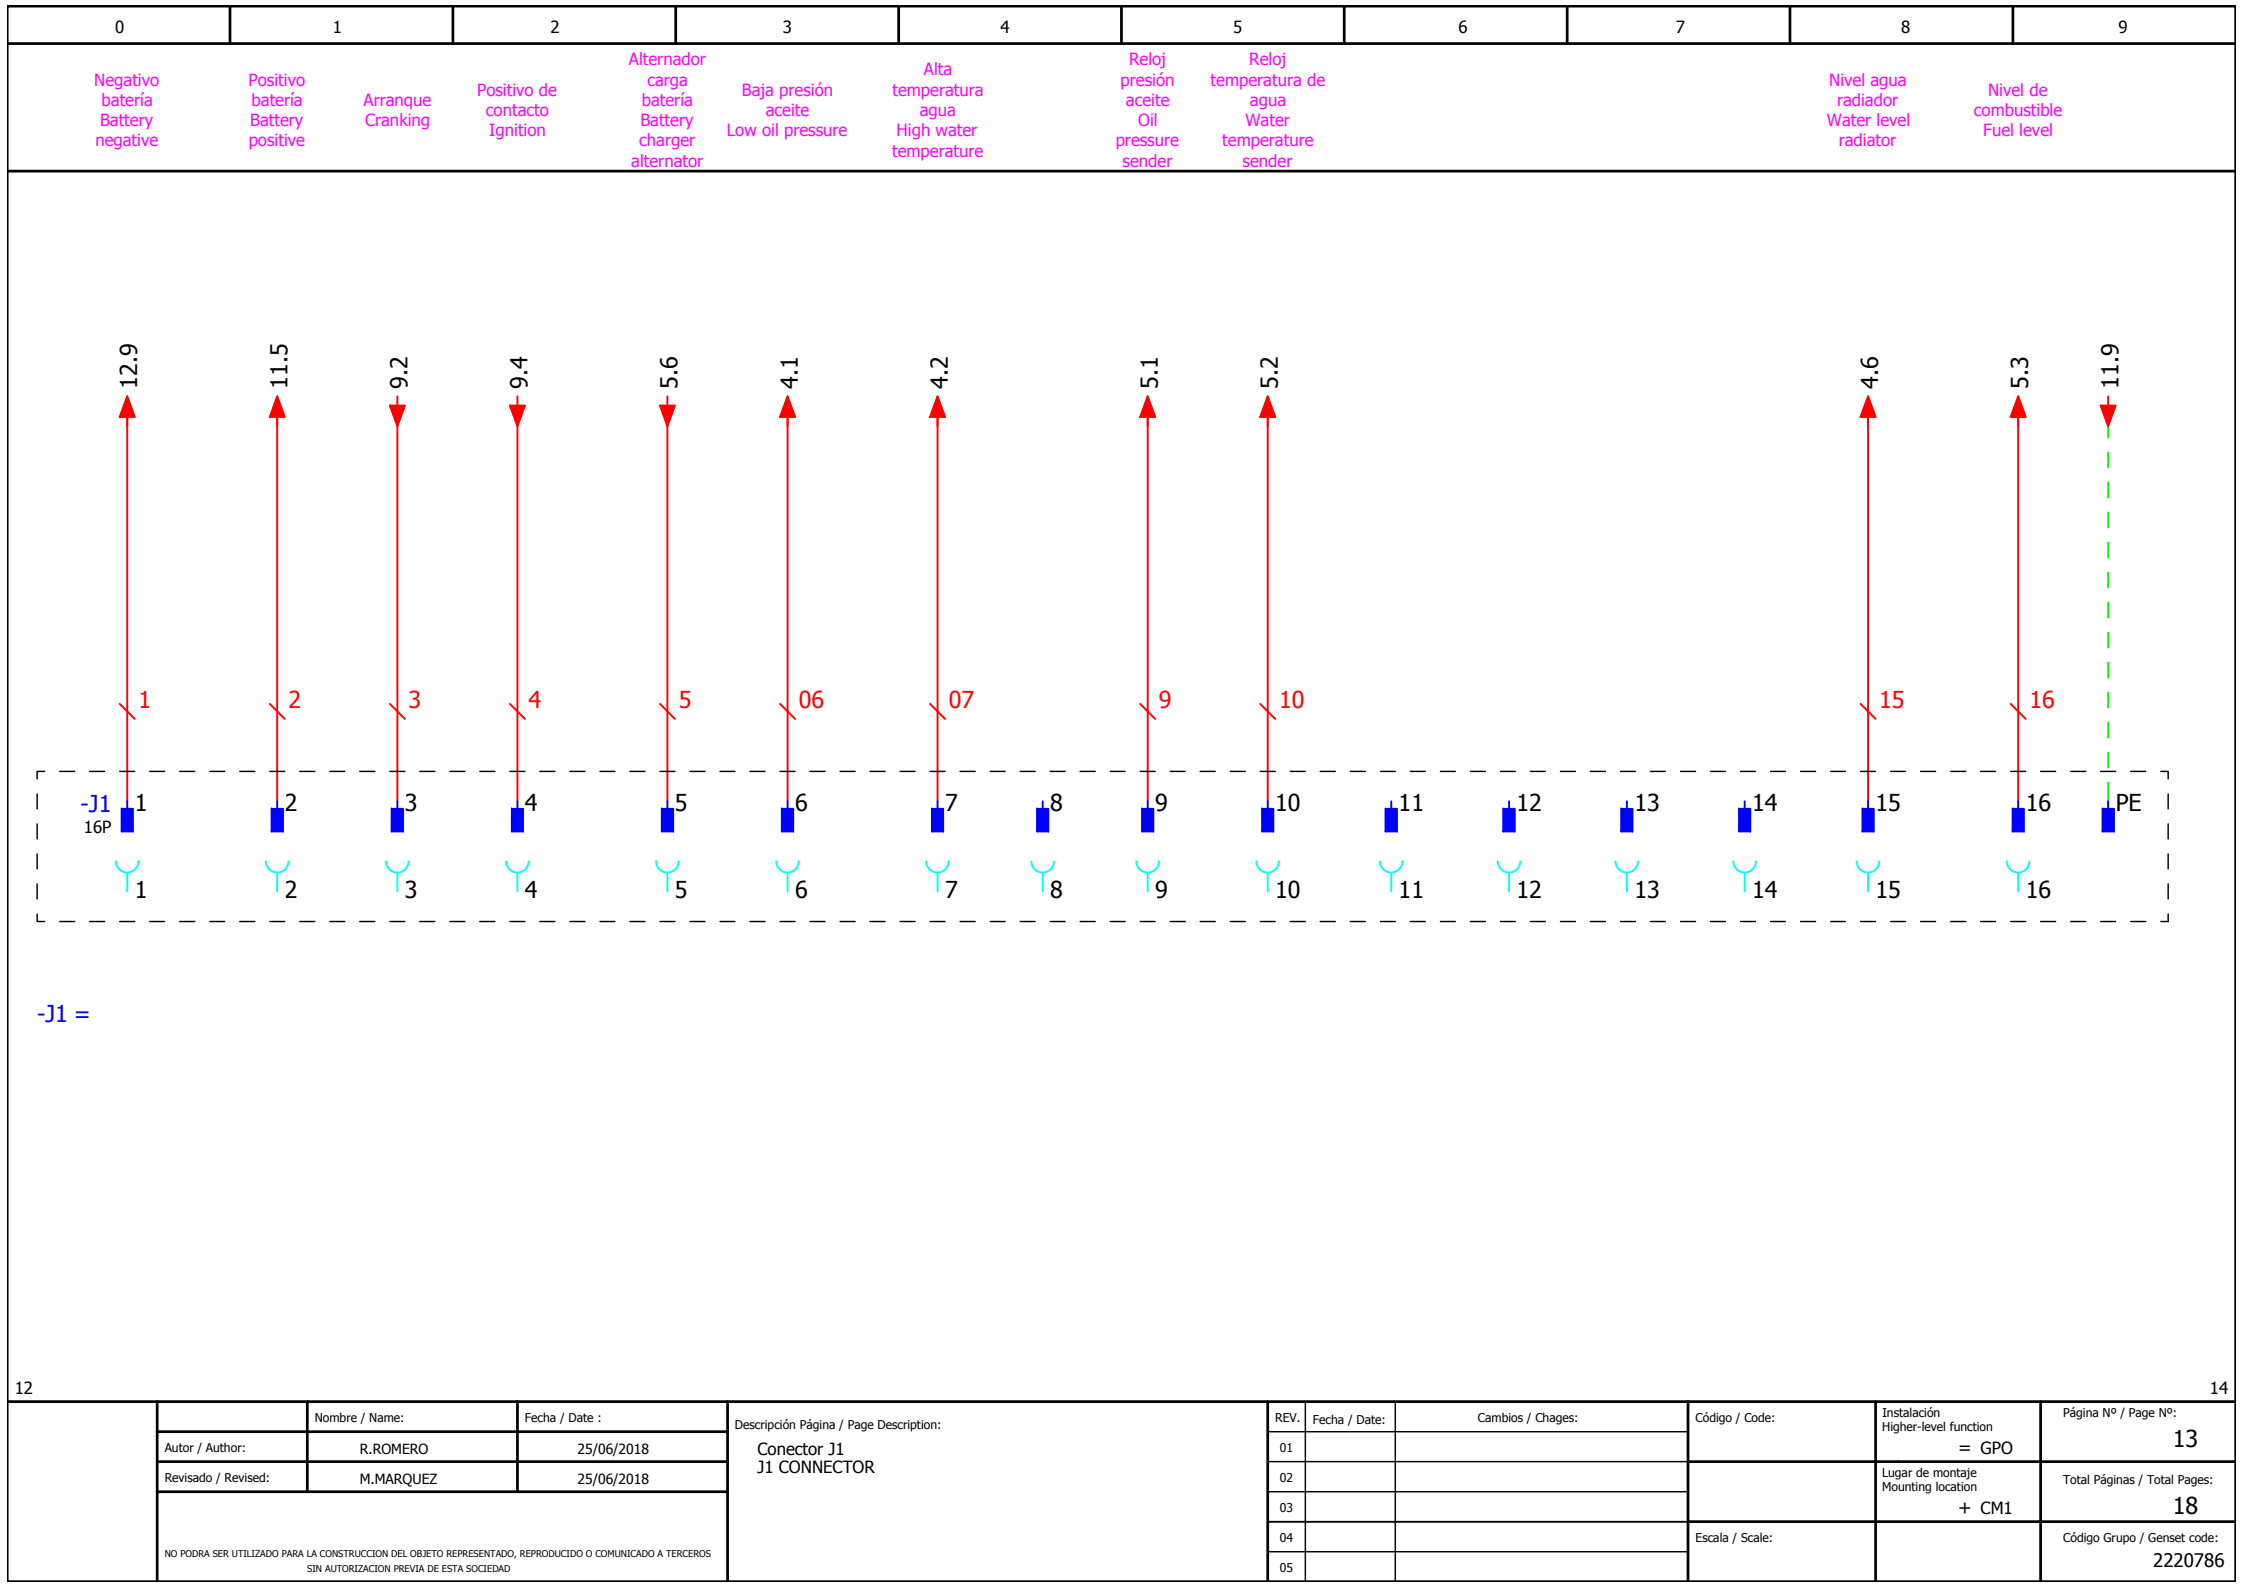 0 1 2 3 4 5 6 7 8 9
Negativo
batería
Battery
negative
Positivo
batería
Battery
positive
Arranque
Cranking
Positivo de
contacto
Ignition
Alternador
carga
batería
Battery
charger
alternator
Baja presión
aceite
Low oil pressure
Alta
temperatura
agua
High water
temperature
Reloj
presión
aceite
Oil
pressure
sender
Reloj
temperatura de
agua
Water
temperature
sender
Nivel agua
radiador
Water level
radiator
Nivel de
combustible
Fuel level
12.9 11.5 9.2 9.4 5.6 4.1 4.2 5.1 5.2 4.6 5.3 11.9
1 2 3 4 5 06 07 9 10 15 16
-J1 1 2 3 4 5 6 7 8 9 10 11 12 13 14 15 16 PE
16P
1 2 3 4 5 6 7 8 9 10 11 12 13 14 15 16
-J1 =
12 14
Nombre / Name: Fecha / Date :
Autor / Author: R.ROMERO 25/06/2018
Revisado / Revised: M.MARQUEZ 25/06/2018
NO PODRA SER UTILIZADO PARA LA CONSTRUCCION DEL OBJETO REPRESENTADO, REPRODUCIDO O COMUNICADO A TERCEROS
SIN AUTORIZACION PREVIA DE ESTA SOCIEDAD
Descripción Página / Page Description:
Conector J1
J1 CONNECTOR
REV. Fecha / Date: Cambios / Chages:
01
02
03
04
05
Código / Code:
Escala / Scale:
Instalación
Higher-level function
= GPO
Lugar de montaje
Mounting location
+ CM1
Página Nº / Page Nº:
13
Total Páginas / Total Pages:
18
Código Grupo / Genset code:
2220786